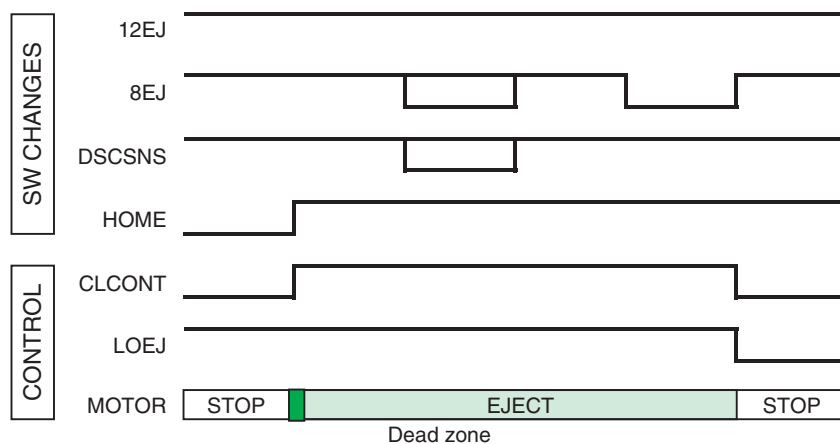 SW CHANGES
12EJ
8EJ
DSCSNS
HOME
CONTROL
CLCONT
LOEJ
MOTOR STOP EJECT STOP
Dead zone